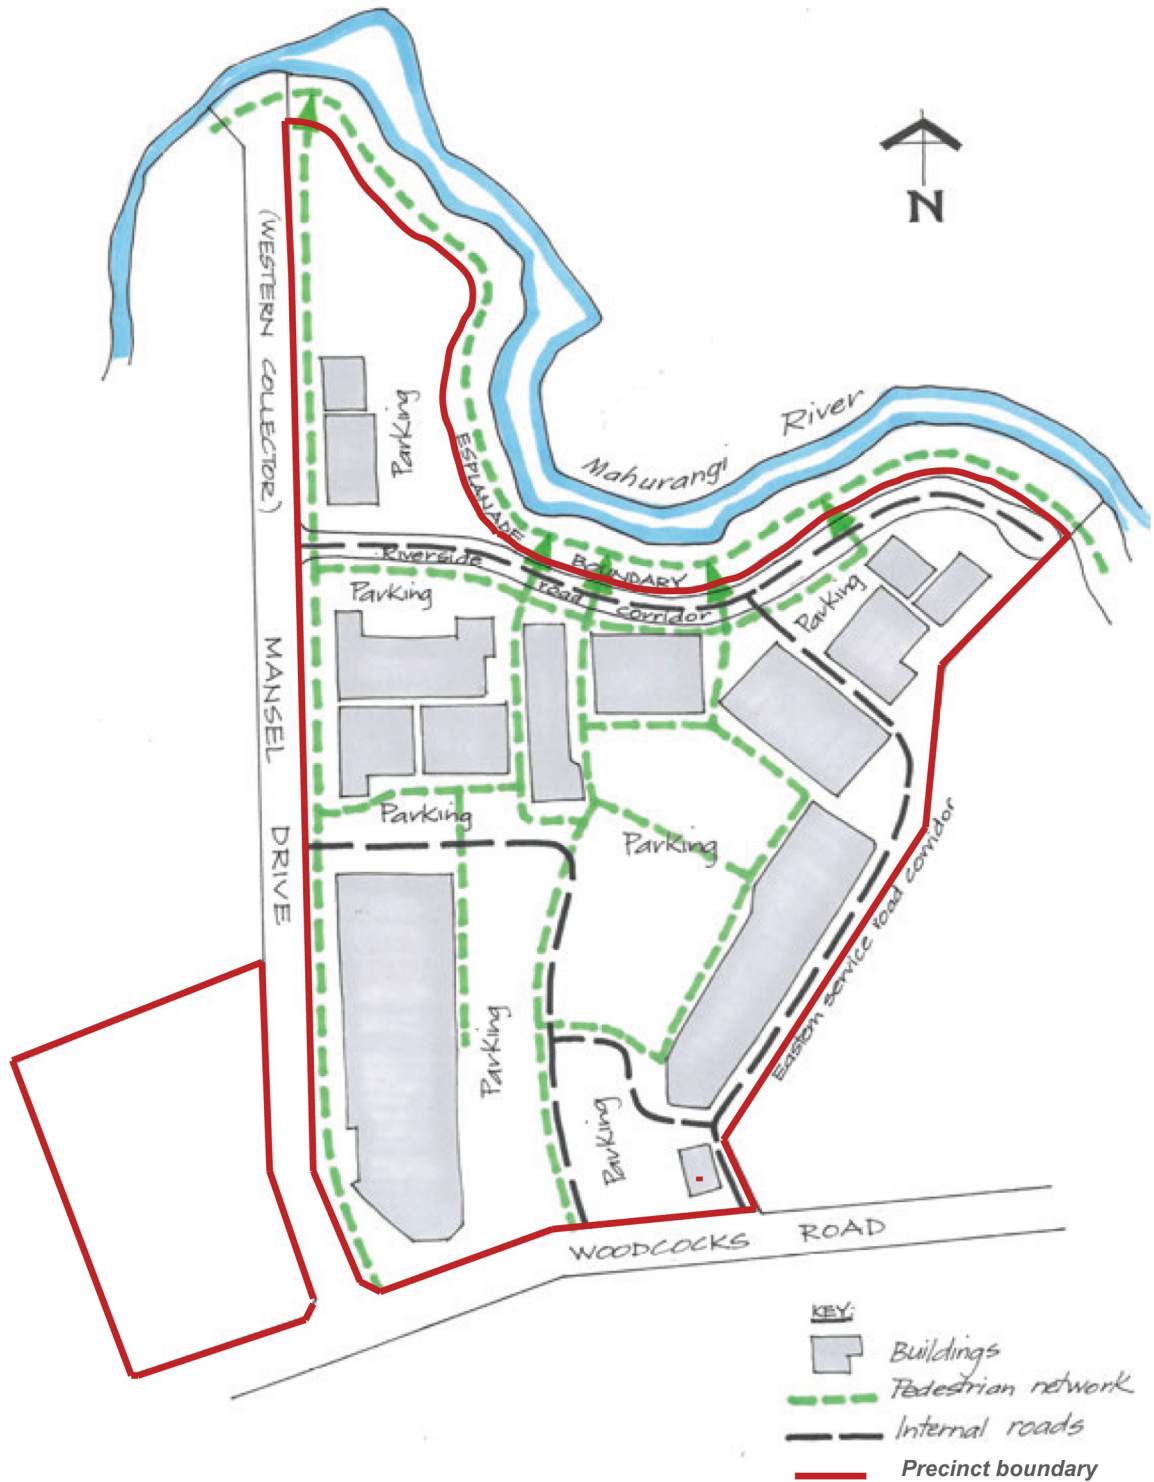 N
(WESTERN COLLECTOR)
River
Mahurangi
Parking
ESPLANADE
BOUNDARY
Riverside
road
corridor
Parking
Parking
MANSEL DRIVE
Parking
Parking
Eastern service road corridor
Parking
Parking
WOODCOCKS ROAD
KEY:
Buildings
Pedestrian network
Internal roads
Precinct boundary